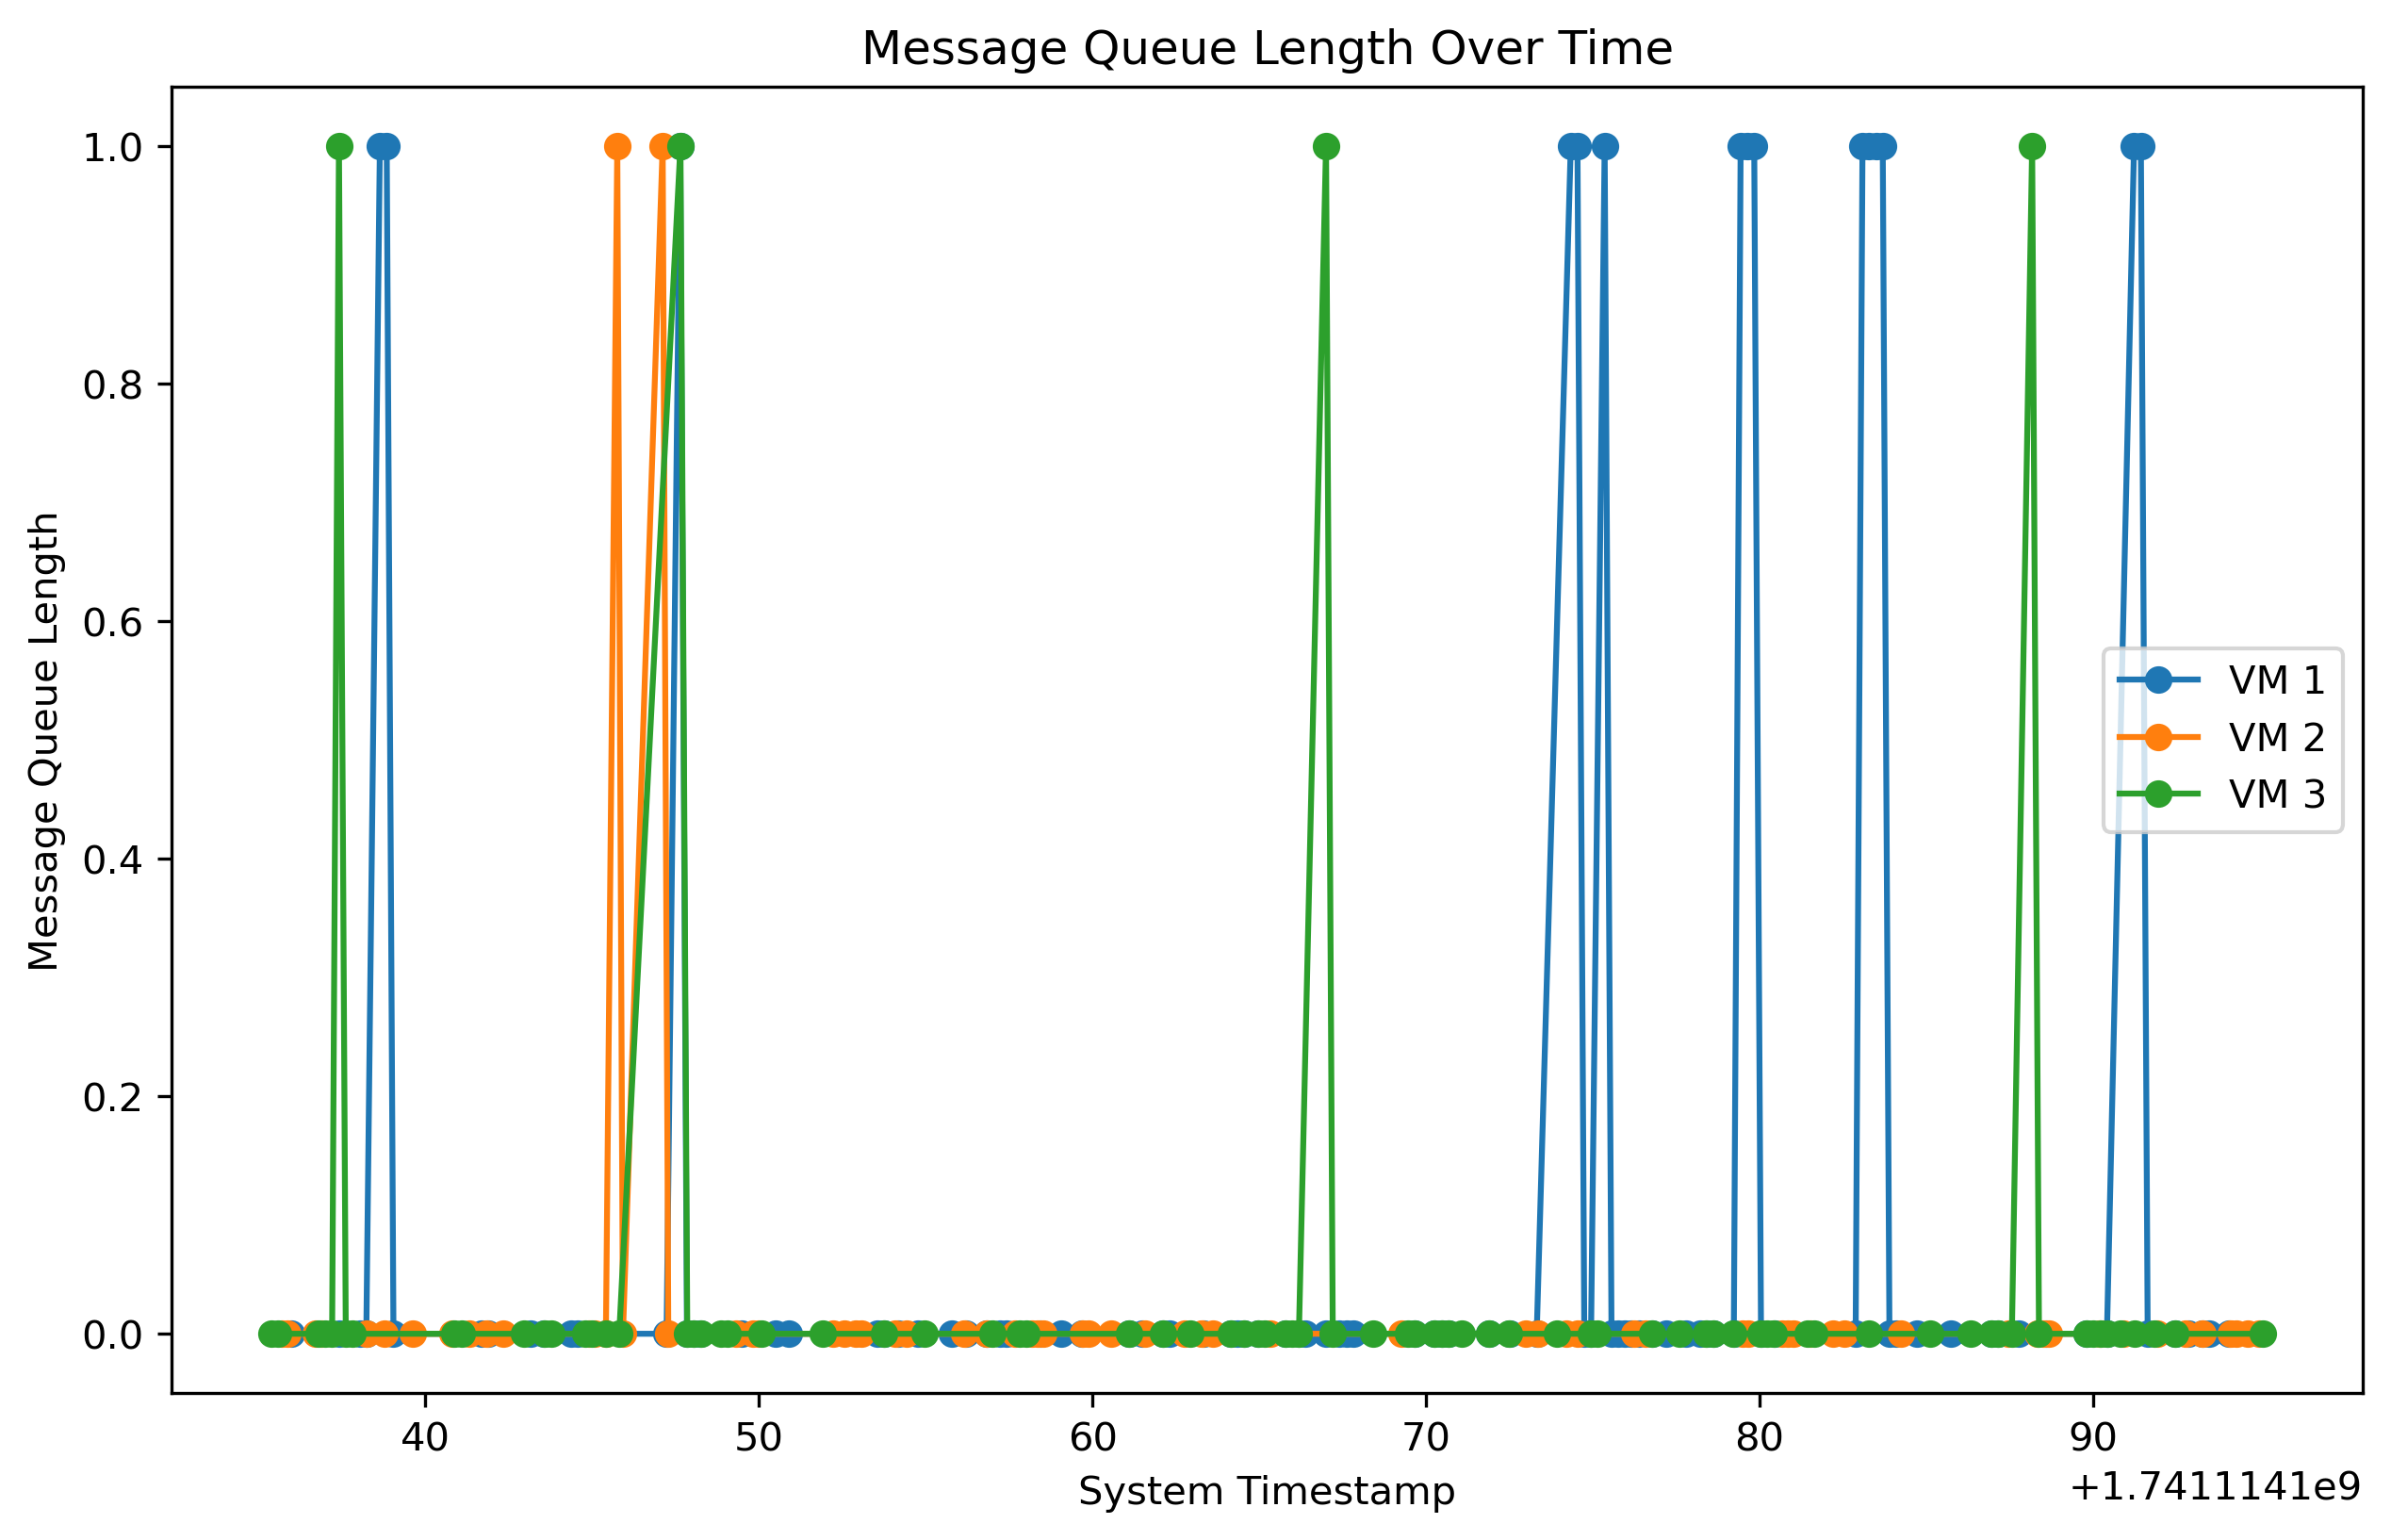 Message Queue Length Over Time
Message Queue Length
1.0
0.8
0.6
0.4
0.2
0.0
VM 1
VM 2
VM 3
40 50 60 70 80 90
System Timestamp
+1.7411141e9